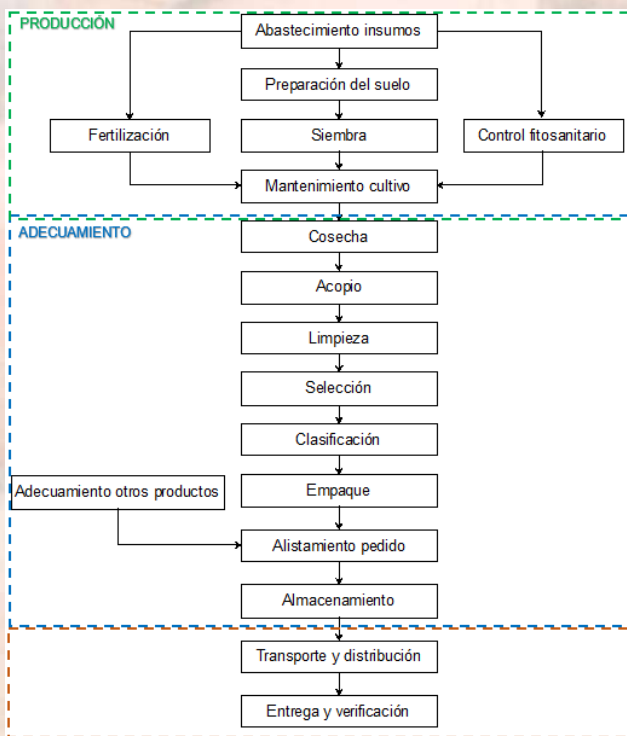 PRODUCCIÓN
Abastecimiento insumos
Preparación del suelo
Fertilización
Siembra
Control fitosanitario
Mantenimiento cultivo
ADECUAMIENTO
Cosecha
Acopio
Limpieza
Selección
Clasificación
Adecuamiento otros productos
Empaque
Alistamiento pedido
Almacenamiento
Transporte y distribución
Entrega y verificación